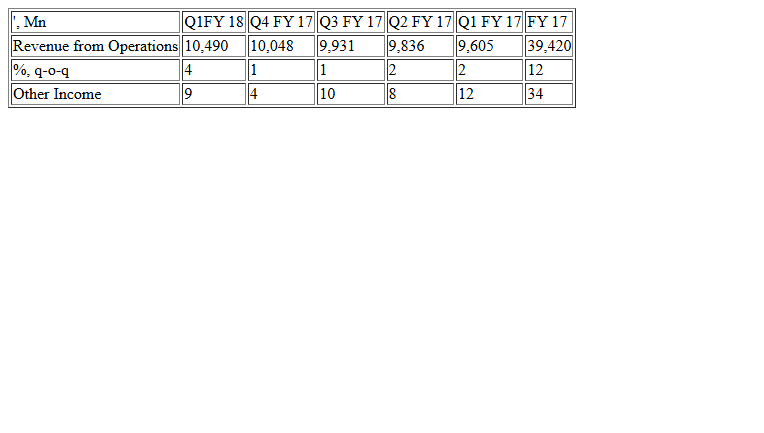 ', Mn Q1FY 18 Q4 FY 17 Q3 FY 17 Q2 FY 17 Q1 FY 17 FY 17
Revenue from Operations 10,490 10,048 9,931 9,836 9,605 39,420
%, q-o-q 4 1 1 2 2 12
Other Income 9 4 10 8 12 34